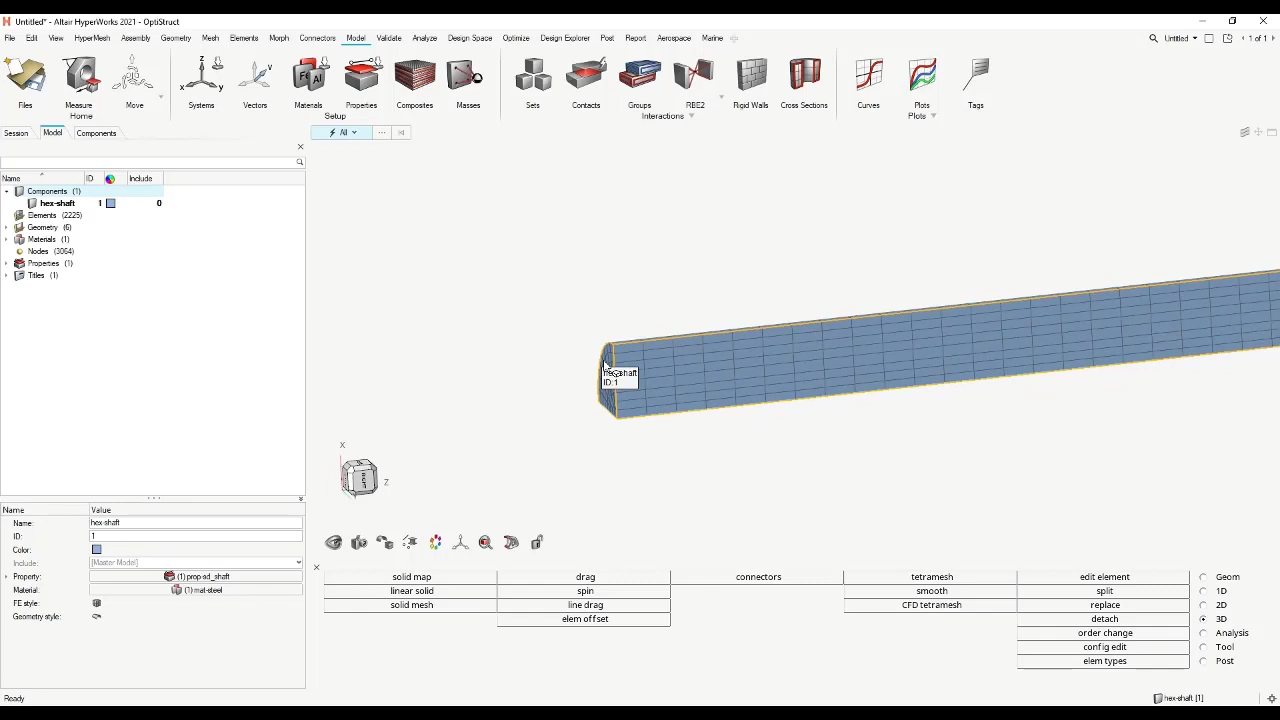 Untitled* - Altair HyperWorks 2021 - OptiStruct
File Edit View HyperMesh Assembly Geometry Mesh Elements Morph Connectors Model Validate Analyze Design Space Optimize Design Explorer Post Report Aerospace Marine Untitled 1 of 1
Files Measure Move Systems Vectors Materials Properties Composites Masses Sets Contacts Groups RBE2 Rigid Walls Cross Sections Curves Plots Tags
Home Setup Interactions Plots
Session Model Components All
Name ID Include
Components (1)
hex-shaft 1 0
Elements (2225)
Geometry (6)
Materials (1)
Nodes (3064)
Properties (1)
Titles (1)
hex-shaft
ID:1
X
Z
Name Value
Name: hex-shaft
ID: 1
Color:
Include: [Master Model]
Property: (1) prop-sd_shaft
Material: (1) mat-steel
FE style:
Geometry style:
solid map drag connectors tetramesh edit element Geom
linear solid spin smooth split 1D
solid mesh line drag CFD tetramesh replace 2D
elem offset detach 3D
order change Analysis
config edit Tool
elem types Post
Ready hex-shaft [1]